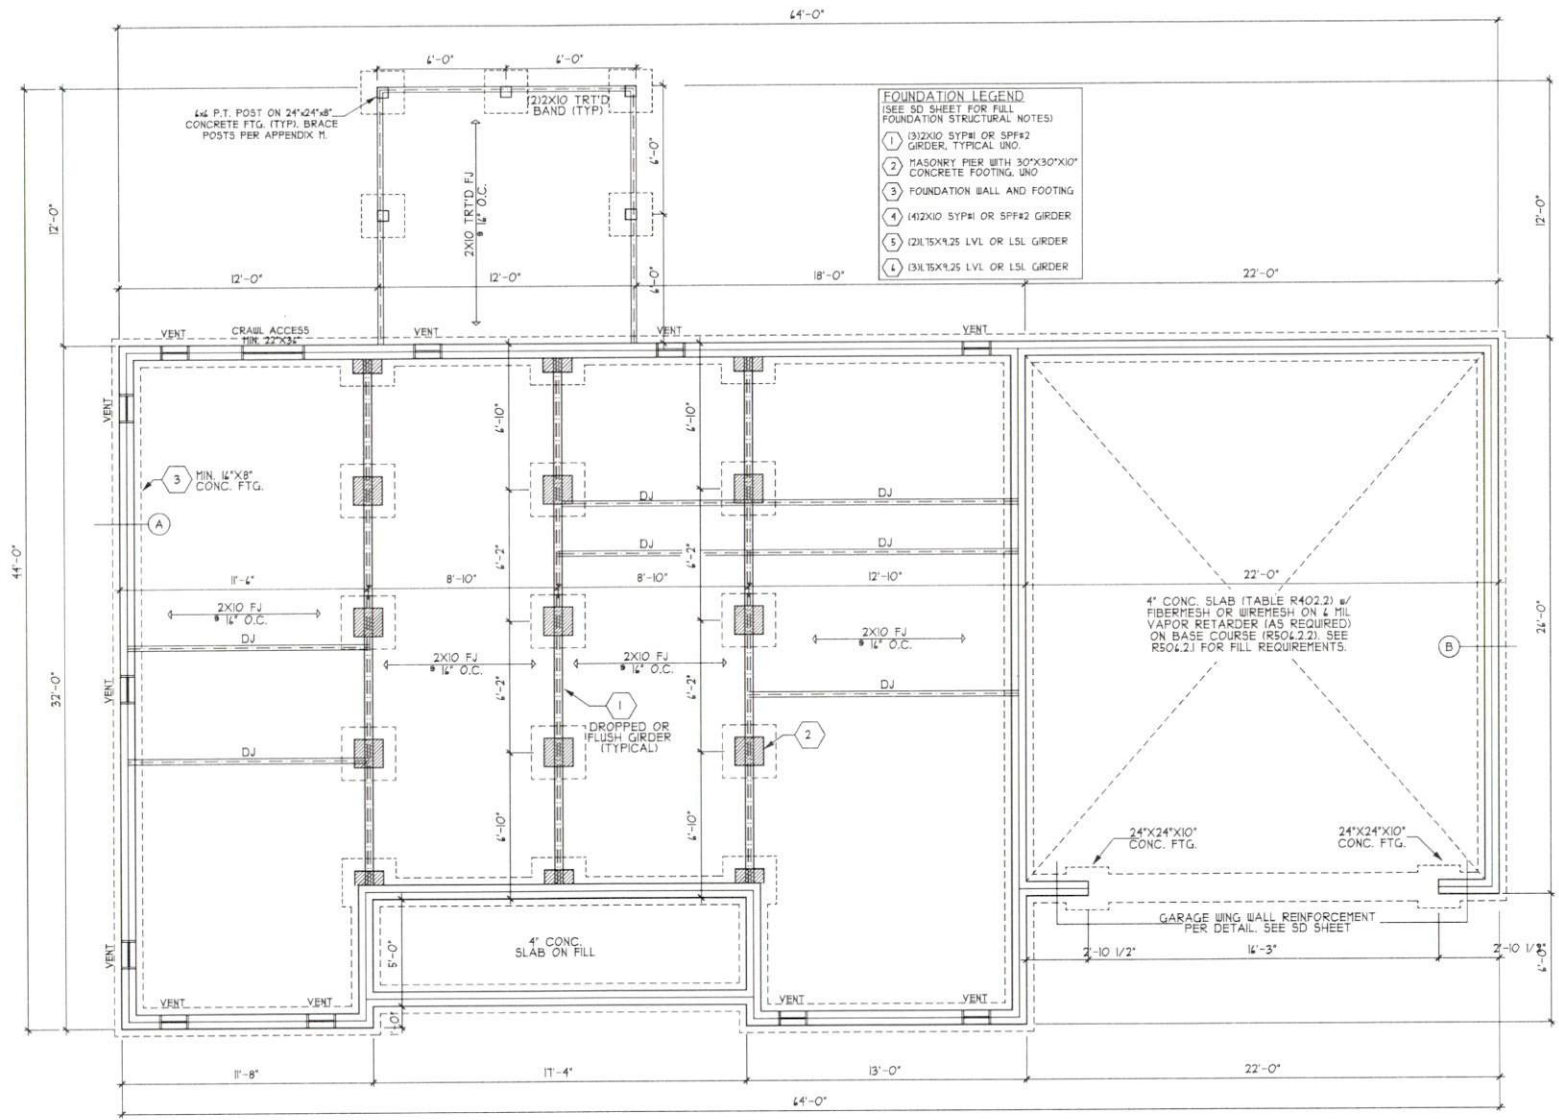 64'-0"
6'-0"
6'-0"
6x6 P.T. POST ON 24"x24"x8"
CONCRETE FTG. (TYP). BRACE
POSTS PER APPENDIX M.
(2)2X10 TRT'D
BAND (TYP)
FOUNDATION LEGEND
(SEE SD SHEET FOR FULL
FOUNDATION STRUCTURAL NOTES)
1 (3)2X10 SYP#1 OR SPF#2
GIRDER, TYPICAL UNO.
2 MASONRY PIER WITH 30"X30"X10"
CONCRETE FOOTING, UNO
3 FOUNDATION WALL AND FOOTING
4 (4)2X10 SYP#1 OR SPF#2 GIRDER
5 (2)1.75X9.25 LVL OR LSL GIRDER
6 (3)1.75X9.25 LVL OR LSL GIRDER
12'-0"
2X10 TRT'D FJ
@ 16" O.C.
6'-0"
6'-0"
12'-0"
12'-0"
12'-0"
18'-0"
22'-0"
VENT
CRAWL ACCESS
MIN. 22"X36"
VENT
VENT
VENT
VENT
6'-10"
6'-10"
3 MIN. 16"X8"
CONC. FTG.
A
DJ
DJ
DJ
DJ
6'-2"
6'-2"
44'-0"
32'-0"
26'-0"
11'-6"
8'-10"
8'-10"
12'-10"
22'-0"
2X10 FJ
@ 16" O.C.
DJ
2X10 FJ
@ 16" O.C.
2X10 FJ
@ 16" O.C.
2X10 FJ
@ 16" O.C.
4" CONC. SLAB (TABLE R402.2) w/
FIBERMESH OR WIREMESH ON 6 MIL
VAPOR RETARDER (AS REQUIRED)
ON BASE COURSE (R506.2.2). SEE
R506.2.1 FOR FILL REQUIREMENTS.
B
VENT
6'-2"
6'-2"
DJ
1
DROPPED OR
FLUSH GIRDER
(TYPICAL)
2
DJ
6'-10"
6'-10"
24"X24"X10"
CONC. FTG.
24"X24"X10"
CONC. FTG.
GARAGE WING WALL REINFORCEMENT
PER DETAIL. SEE SD SHEET
VENT
5'-0"
4" CONC.
SLAB ON FILL
2'-10 1/2"
16'-3"
2'-10 1/2"
6'-0"
VENT
VENT
1'-0"
VENT
VENT
11'-8"
17'-4"
13'-0"
22'-0"
64'-0"